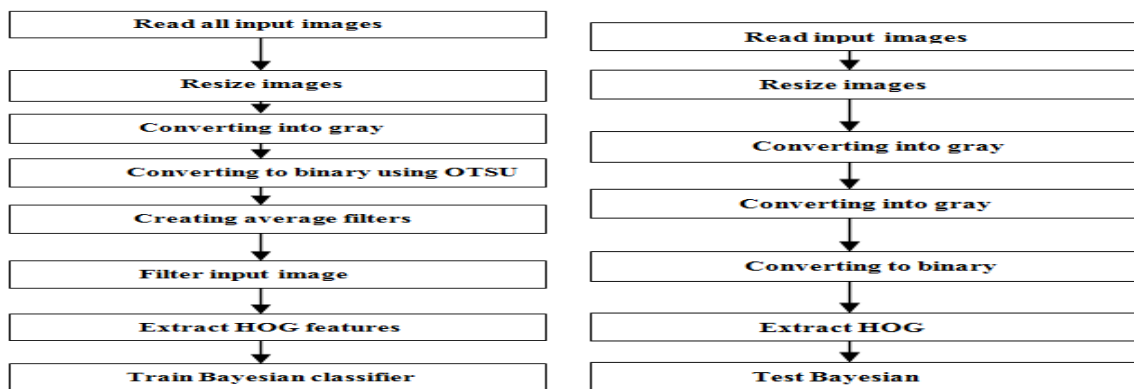 Read all input images
Resize images
Converting into gray
Converting to binary using OTSU
Creating average filters
Filter input image
Extract HOG features
Train Bayesian classifier
Read input images
Resize images
Converting into gray
Converting into gray
Converting to binary
Extract HOG
Test Bayesian